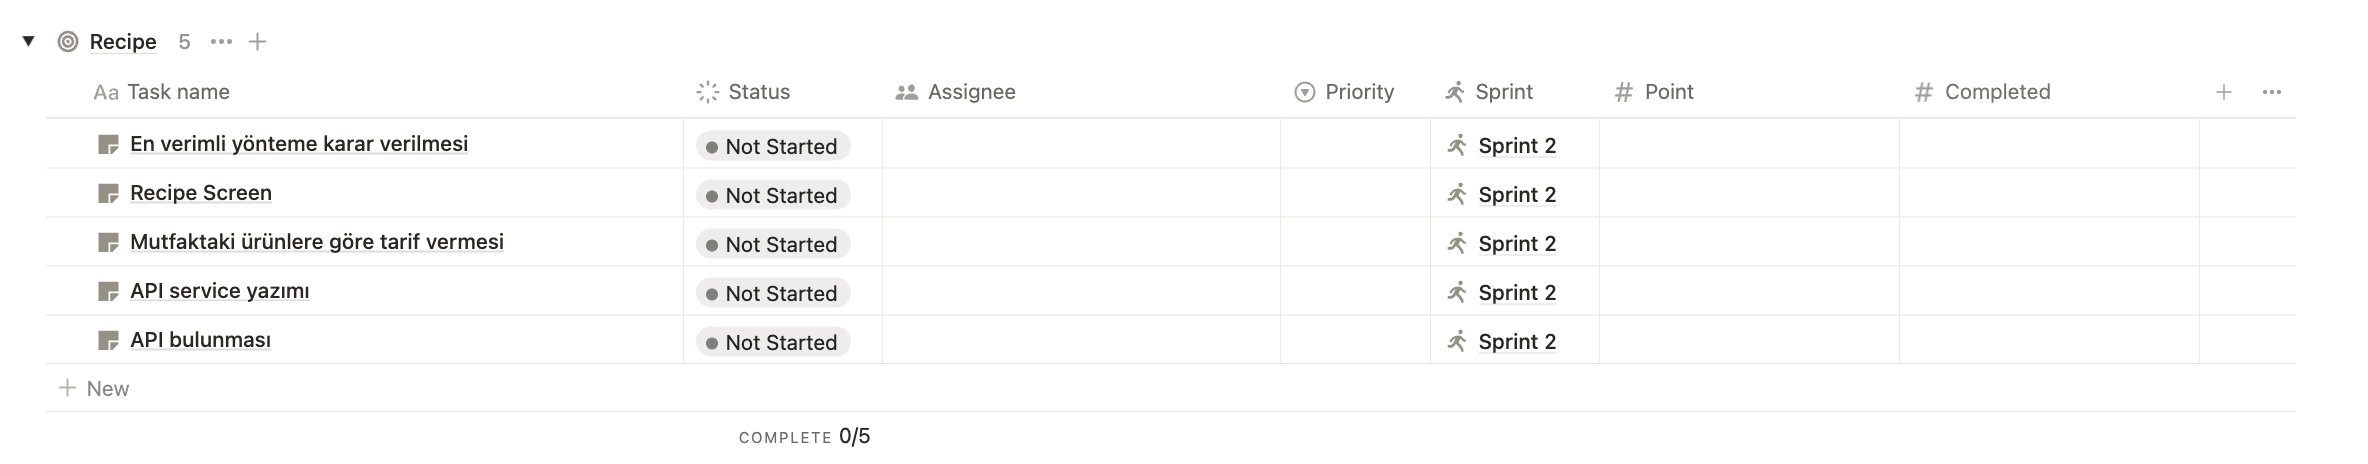 Recipe 5
Aa Task name Status Assignee Priority Sprint # Point # Completed
En verimli yönteme karar verilmesi Not Started Sprint 2
Recipe Screen Not Started Sprint 2
Mutfaktaki ürünlere göre tarif vermesi Not Started Sprint 2
API service yazımı Not Started Sprint 2
API bulunması Not Started Sprint 2
+ New
COMPLETE 0/5